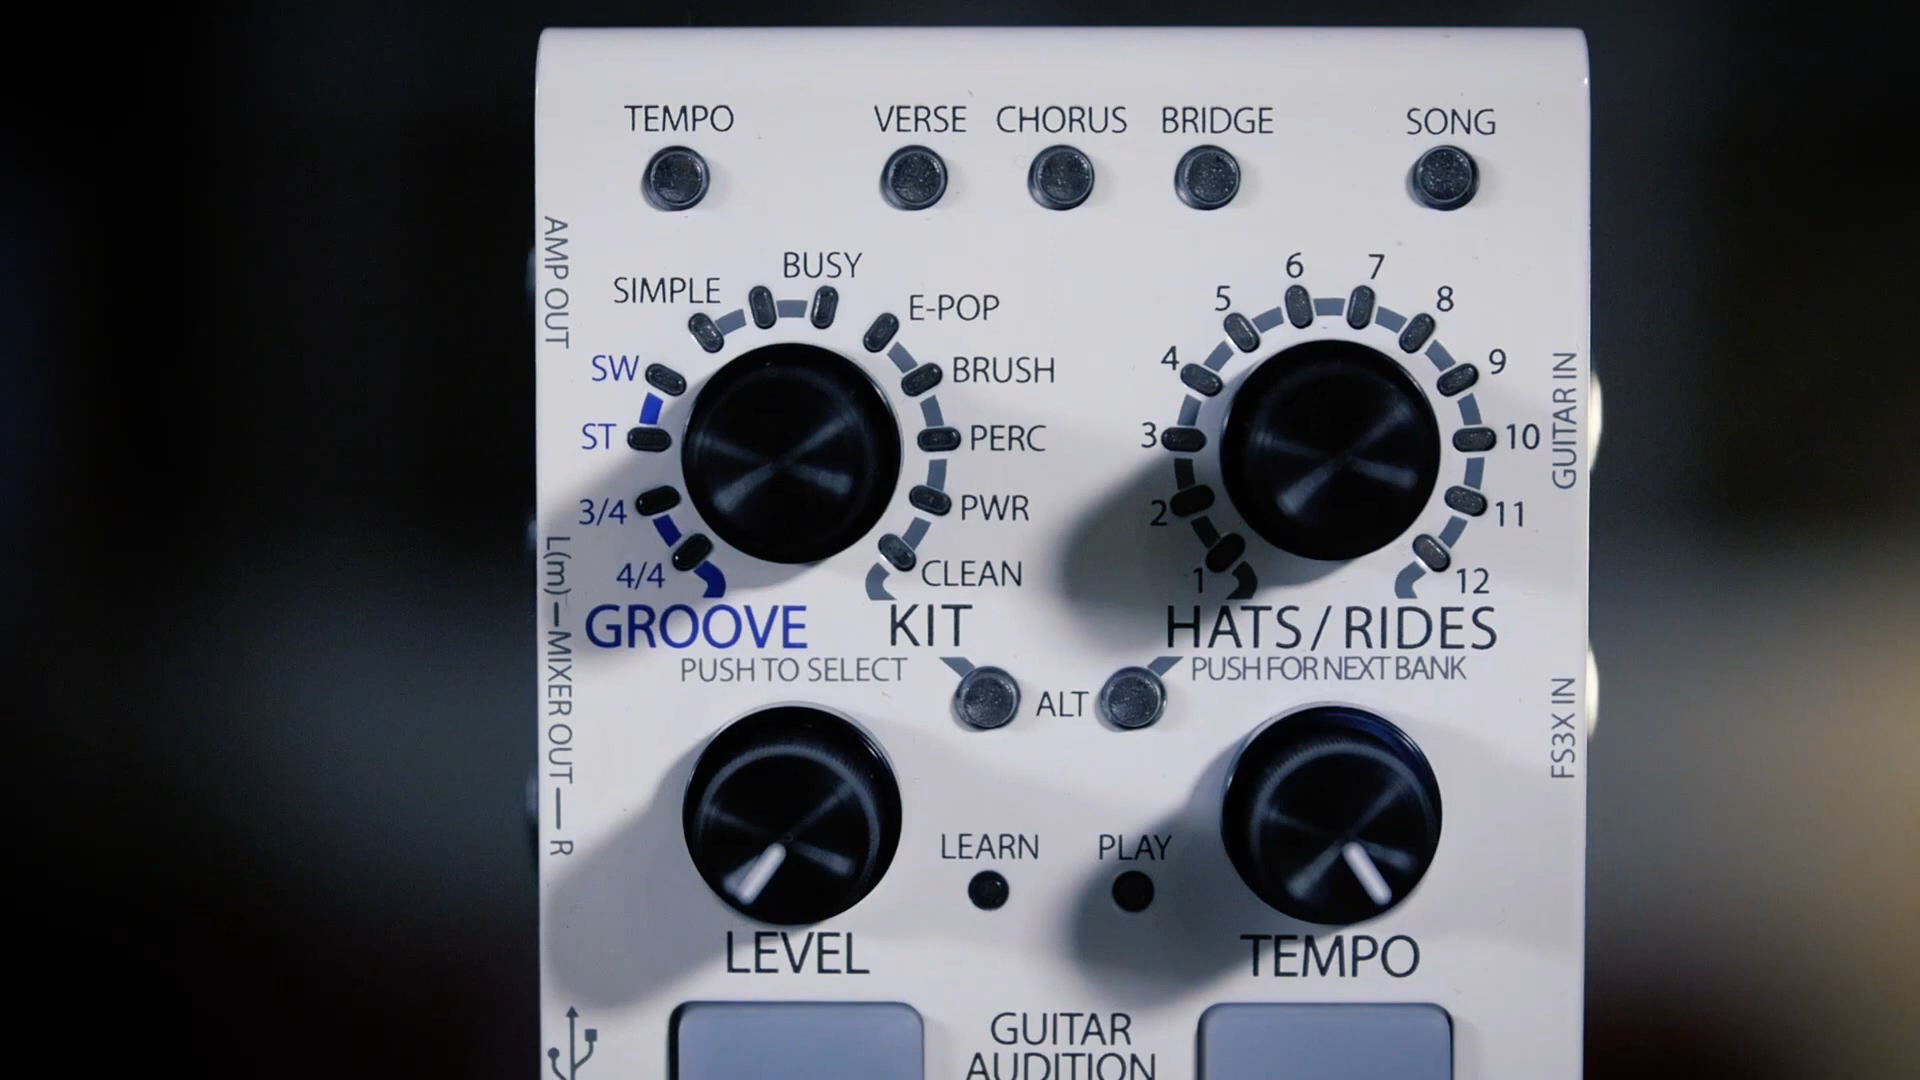 TEMPO
VERSE
CHORUS
BRIDGE
SONG
AMP OUT
SIMPLE
BUSY
E-POP
SW
BRUSH
ST
PERC
3/4
PWR
4/4
CLEAN
GROOVE
KIT
PUSH TO SELECT
1
2
3
4
5
6
7
8
9
10
11
12
HATS/RIDES
PUSH FOR NEXT BANK
GUITAR IN
L(m)—MIXER OUT—R
ALT
FS3X IN
LEARN
PLAY
LEVEL
TEMPO
GUITAR
AUDITION